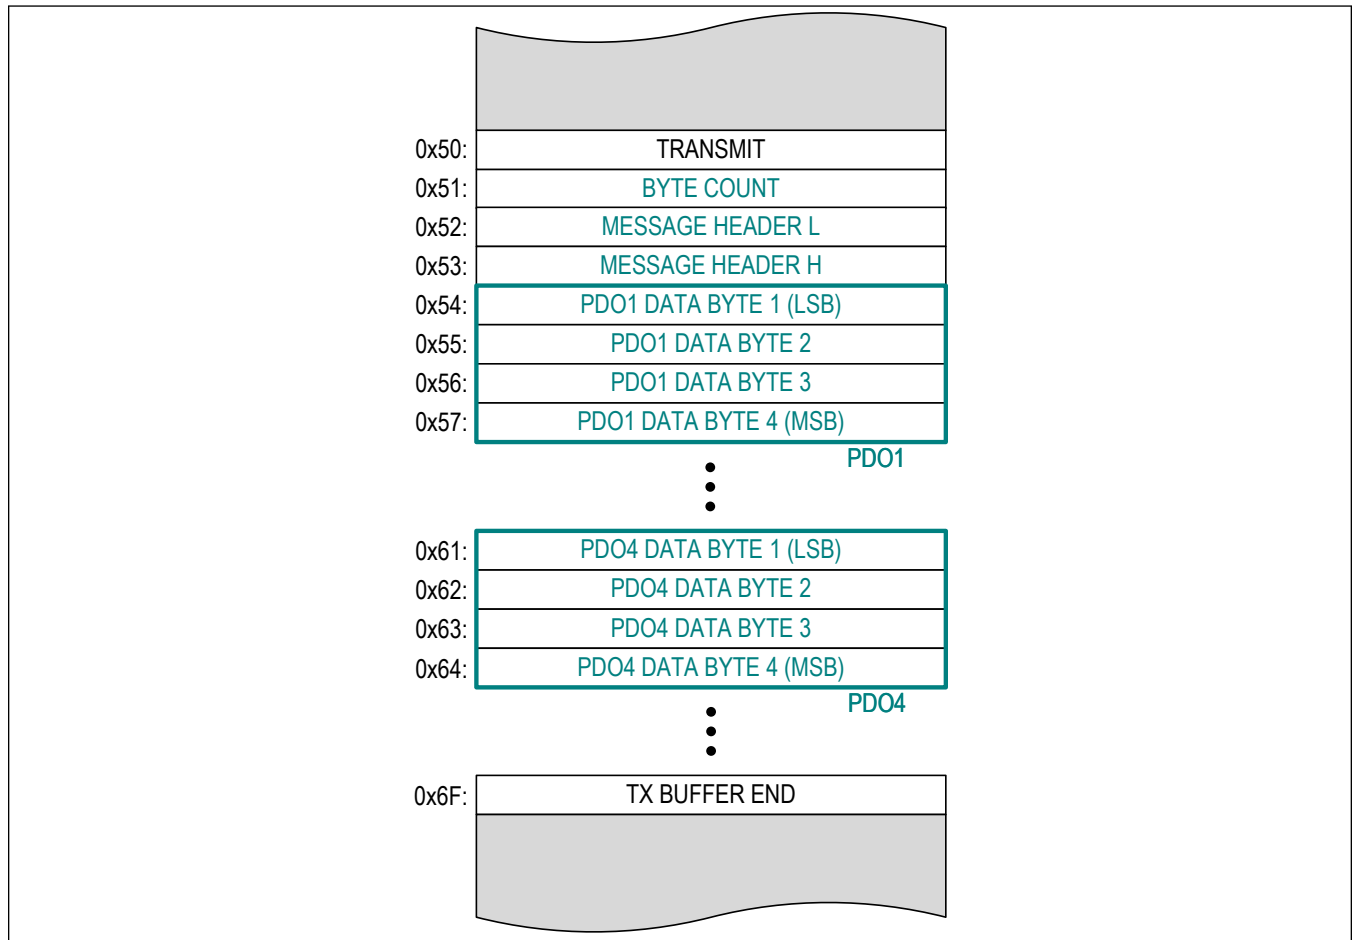 0x50: TRANSMIT
0x51: BYTE COUNT
0x52: MESSAGE HEADER L
0x53: MESSAGE HEADER H
0x54: PDO1 DATA BYTE 1 (LSB)
0x55: PDO1 DATA BYTE 2
0x56: PDO1 DATA BYTE 3
0x57: PDO1 DATA BYTE 4 (MSB)
PDO1
0x61: PDO4 DATA BYTE 1 (LSB)
0x62: PDO4 DATA BYTE 2
0x63: PDO4 DATA BYTE 3
0x64: PDO4 DATA BYTE 4 (MSB)
PDO4
0x6F: TX BUFFER END